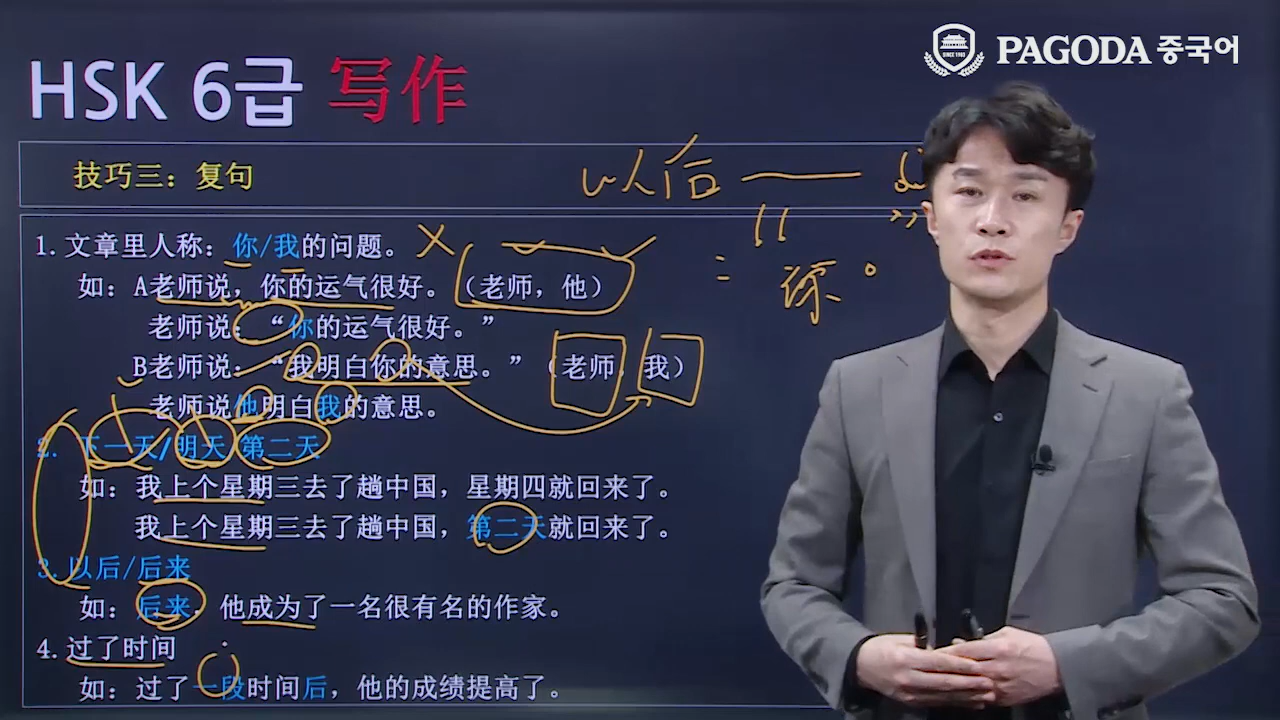 PAGODA 중국어
SINCE 1983
HSK 6급 写作
技巧三：复句
以后
1. 文章里人称：你/我的问题。
如：A老师说，你的运气很好。（老师，他）
老师说：“你的运气很好。”
B老师说：“我明白你的意思。”（老师，我）
老师说他明白我的意思。
2. 下一天/明天 第二天
如：我上个星期三去了趟中国，星期四就回来了。
我上个星期三去了趟中国，第二天就回来了。
3. 以后/后来
如：后来，他成为了一名很有名的作家。
4. 过了时间
如：过了一段时间后，他的成绩提高了。